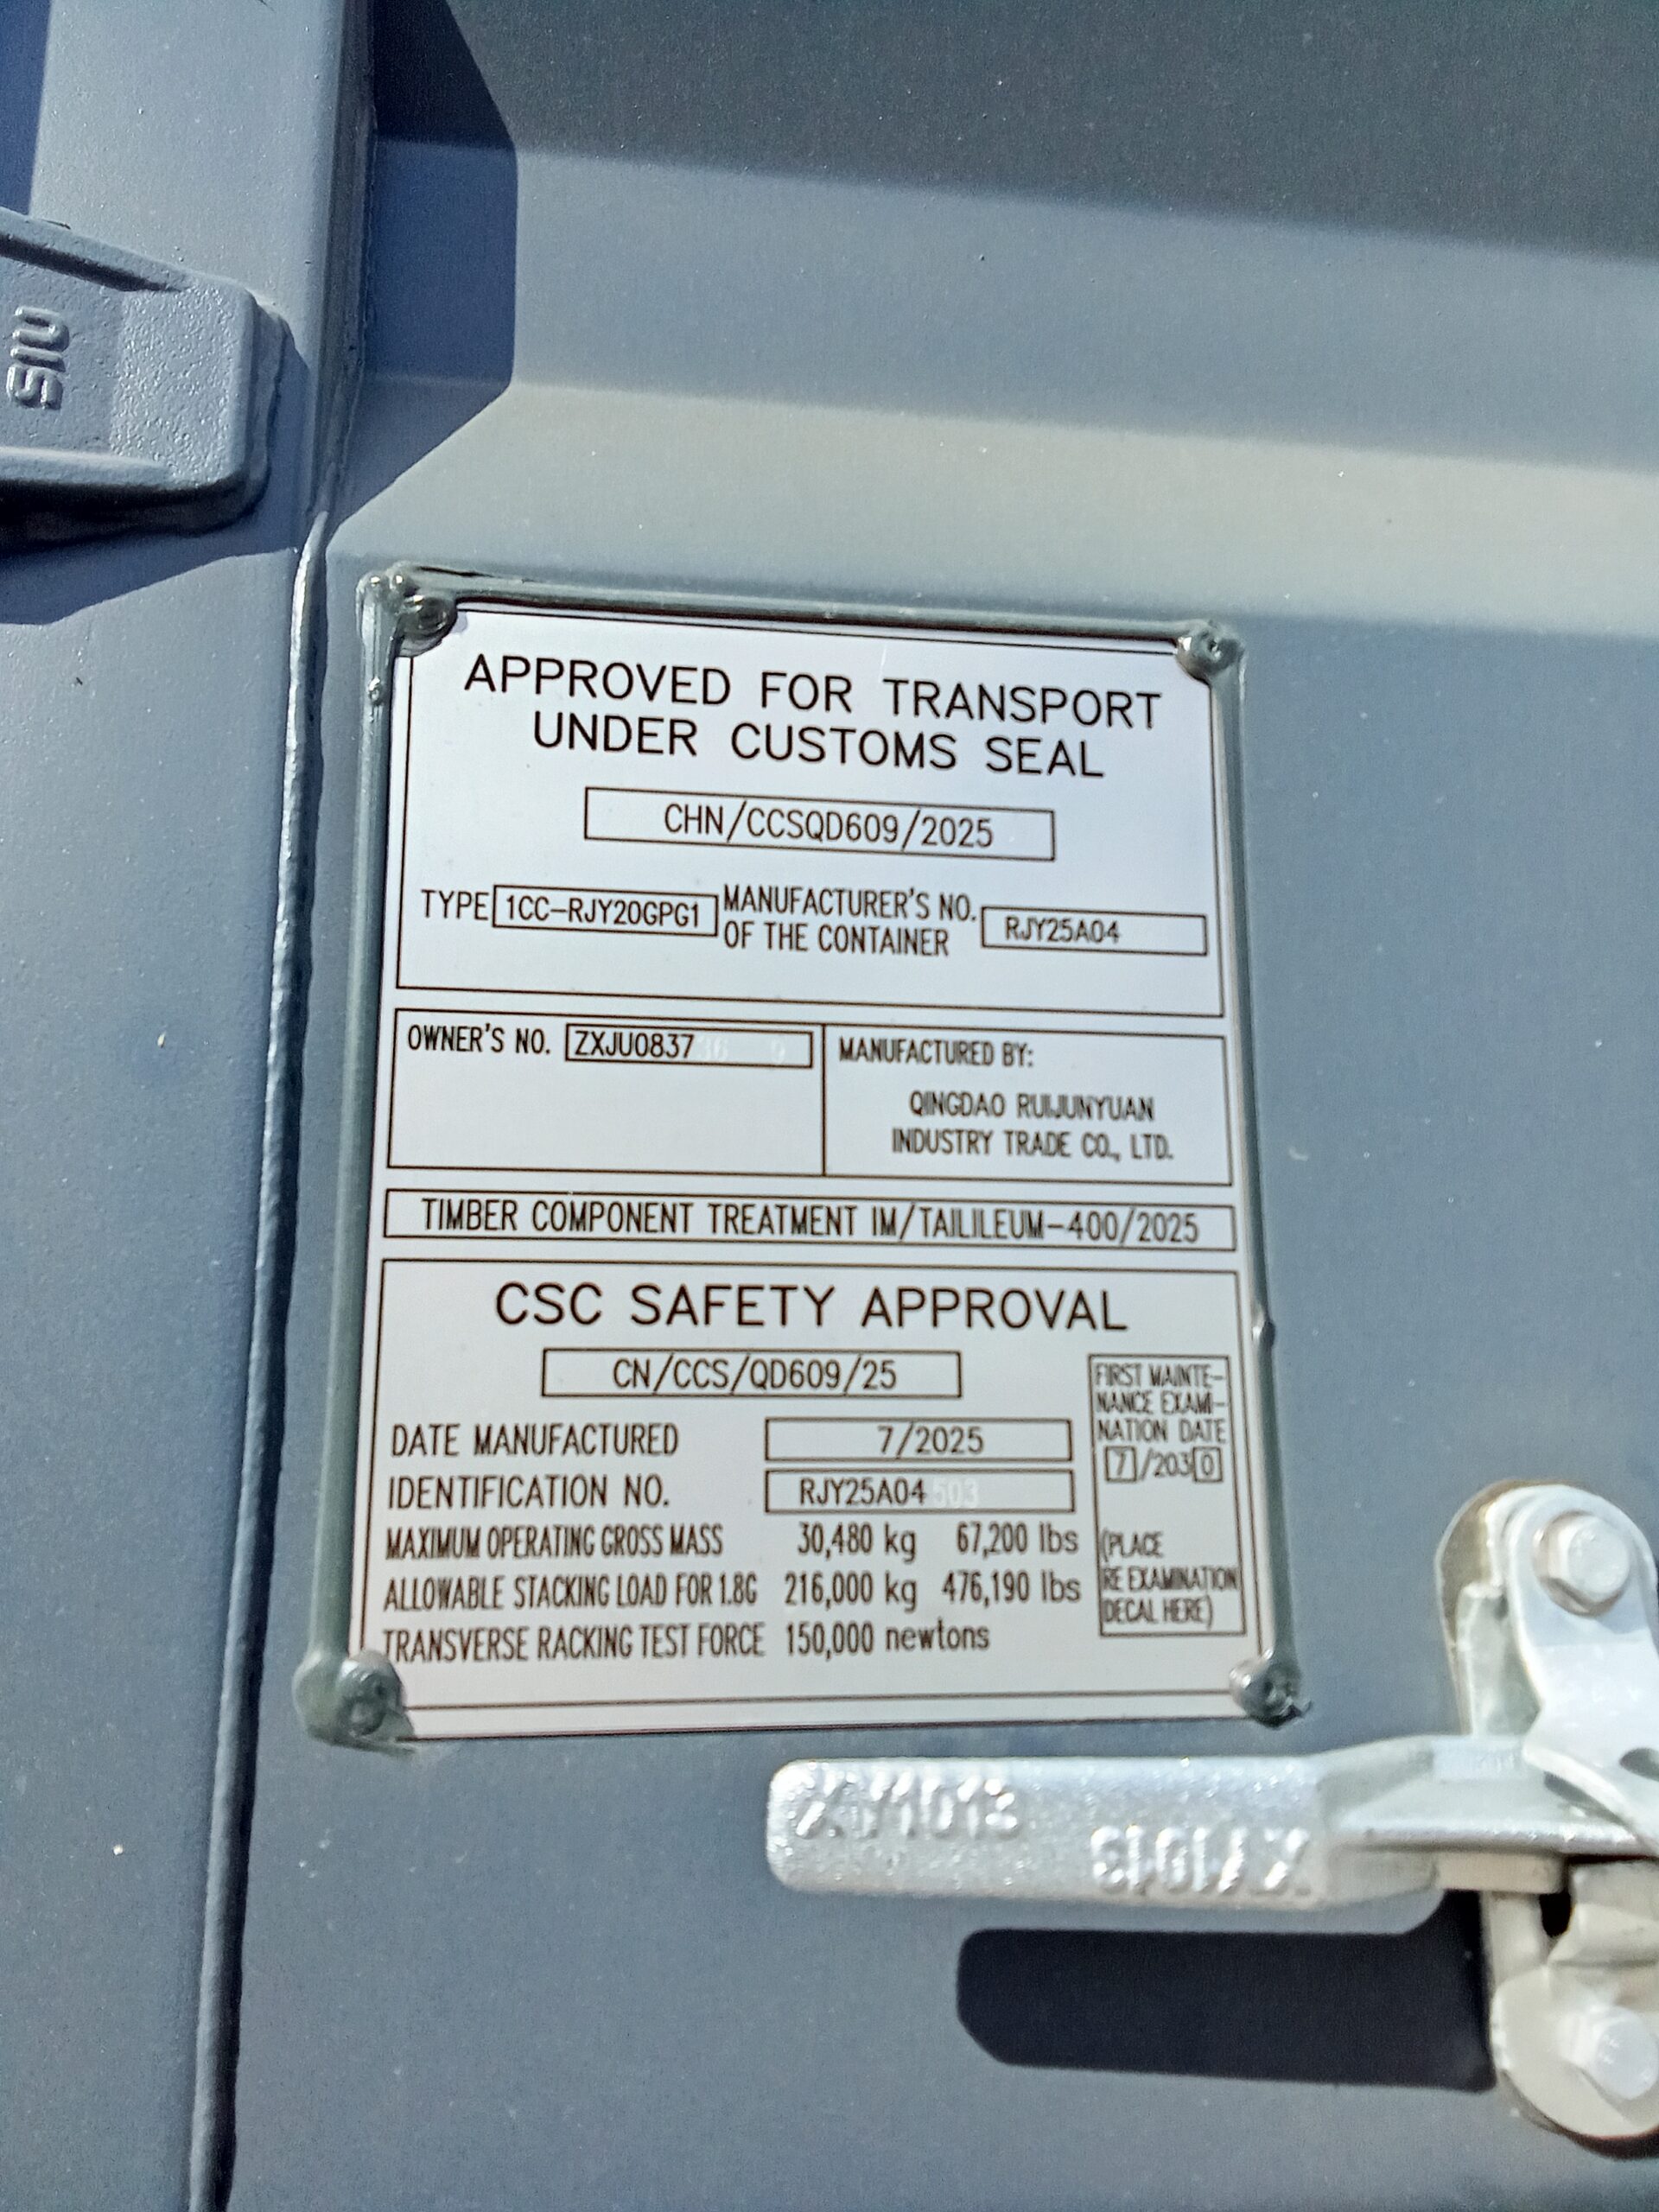 SIU
APPROVED FOR TRANSPORT
UNDER CUSTOMS SEAL
CHN/CCSQD609/2025
TYPE 1CC-RJY20GPG1 MANUFACTURER'S NO. OF THE CONTAINER RJY25A04
OWNER'S NO. ZXJU0837
MANUFACTURED BY:
QINGDAO RUIJUNYUAN
INDUSTRY TRADE CO., LTD.
TIMBER COMPONENT TREATMENT IM/TAILILEUM-400/2025
CSC SAFETY APPROVAL
CN/CCS/QD609/25
DATE MANUFACTURED 7/2025
IDENTIFICATION NO. RJY25A04503
MAXIMUM OPERATING GROSS MASS 30,480 kg 67,200 lbs
ALLOWABLE STACKING LOAD FOR 1.8G 216,000 kg 476,190 lbs
TRANSVERSE RACKING TEST FORCE 150,000 newtons
FIRST MAINTE-
NANCE EXAMI-
NATION DATE
7/2030
(PLACE
RE EXAMINATION
DECAL HERE)
XY1013
XY1013